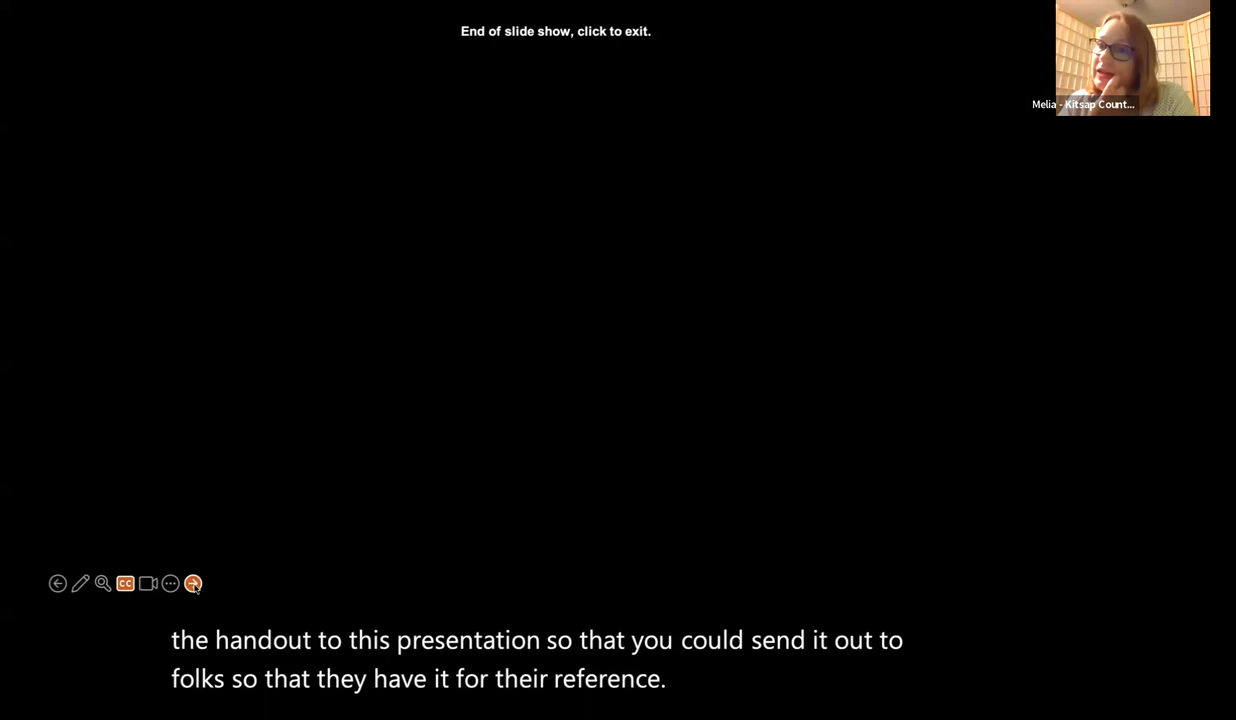 End of slide show, click to exit.
Melia - Kitsap Count...
CC
the handout to this presentation so that you could send it out to
folks so that they have it for their reference.